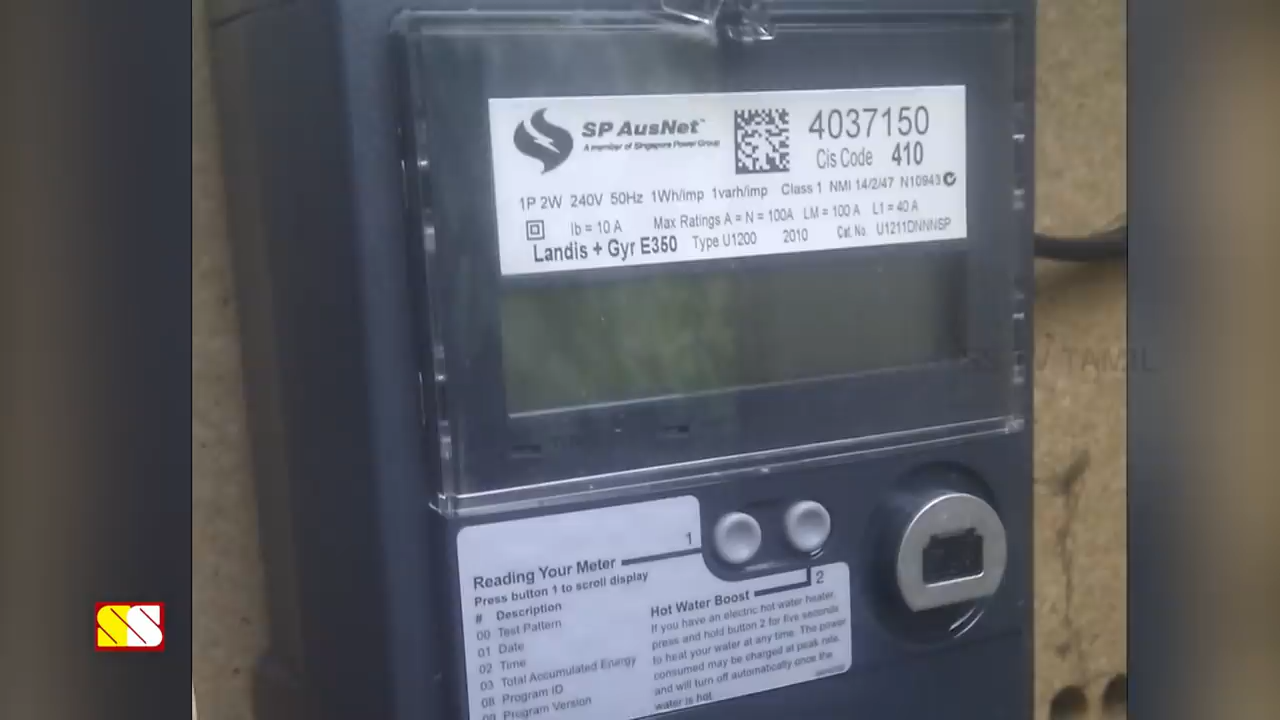 SP AusNet™
A member of Singapore Power Group
4037150
Cis Code 410
1P 2W 240V 50Hz 1Wh/imp 1varh/imp Class 1 NMI 14/2/47 N10943
Ib = 10 A Max Ratings A = N = 100A LM = 100 A L1 = 40 A
Landis + Gyr E350 Type U1200 2010 Cat. No. U1211DNNNSP
TAMIL
1
2
Reading Your Meter
Press button 1 to scroll display
# Description
00 Test Pattern
01 Date
02 Time
03 Total Accumulated Energy
08 Program ID
09 Program Version
Hot Water Boost
If you have an electric hot water heater,
press and hold button 2 for five seconds
to heat your water at any time. The power
consumed may be charged at peak rate,
and will turn off automatically once the
water is hot.